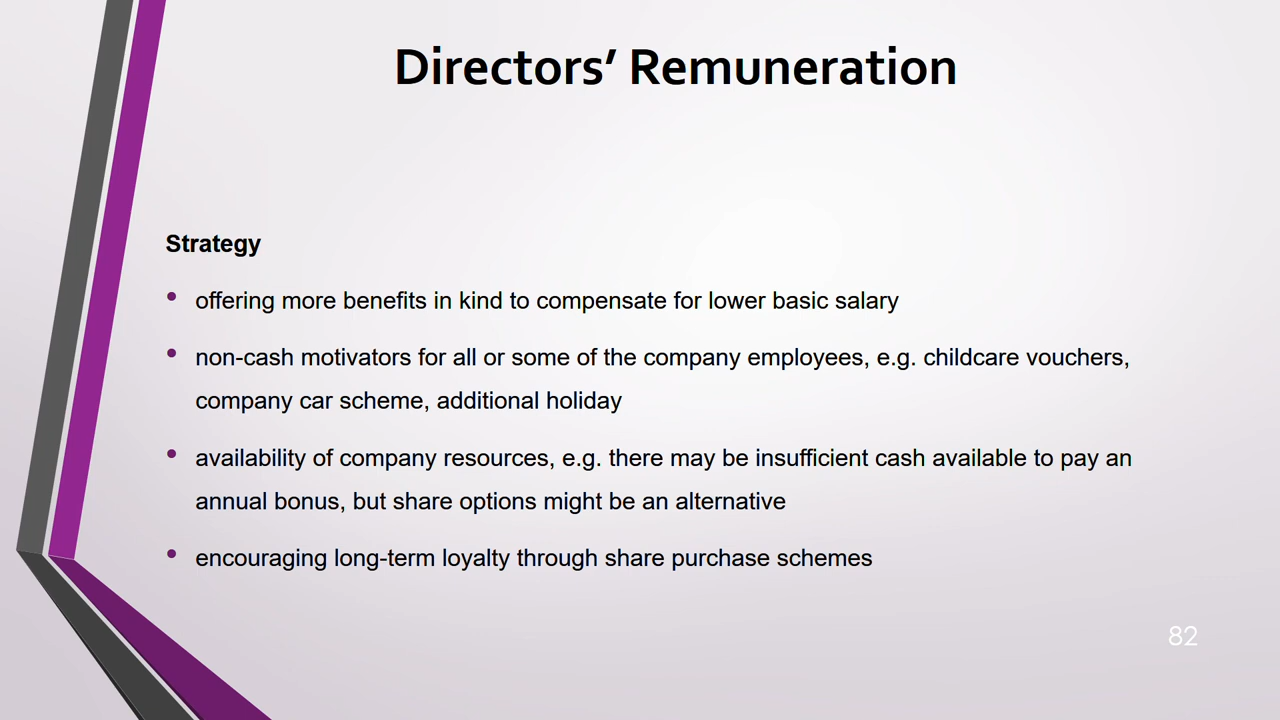 Directors’ Remuneration
Strategy
• offering more benefits in kind to compensate for lower basic salary
• non-cash motivators for all or some of the company employees, e.g. childcare vouchers,
company car scheme, additional holiday
• availability of company resources, e.g. there may be insufficient cash available to pay an
annual bonus, but share options might be an alternative
• encouraging long-term loyalty through share purchase schemes
82